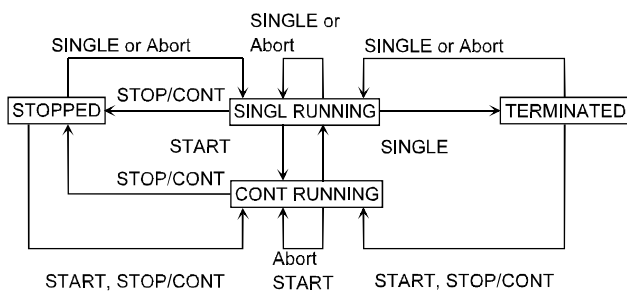 SINGLE or
Abort
SINGLE or Abort
SINGLE or Abort
STOP/CONT
STOPPED
SINGL RUNNING
TERMINATED
START
SINGLE
STOP/CONT
CONT RUNNING
Abort
START, STOP/CONT
START
START, STOP/CONT